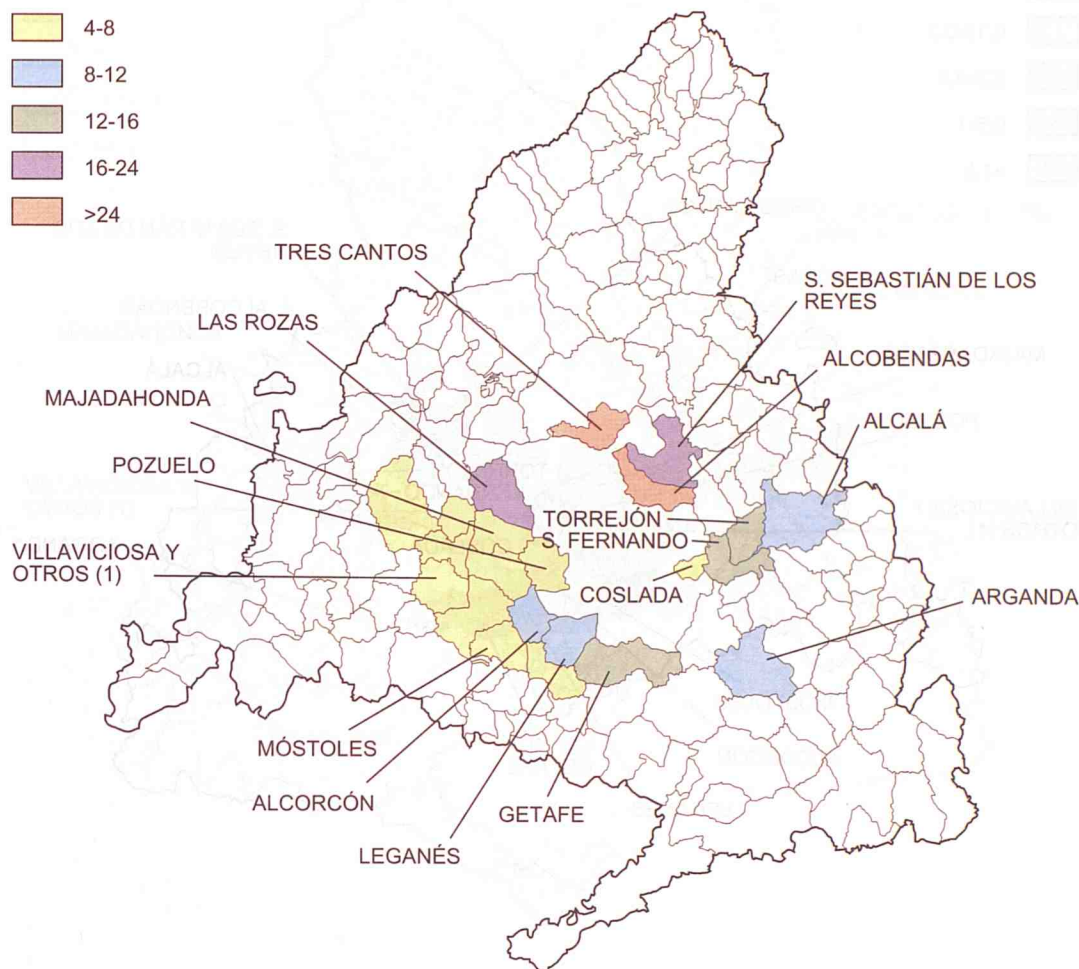 4-8
8-12
12-16
16-24
>24
TRES CANTOS
S. SEBASTIÁN DE LOS
REYES
LAS ROZAS
ALCOBENDAS
MAJADAHONDA
ALCALÁ
POZUELO
TORREJÓN
S. FERNANDO
VILLAVICIOSA Y
OTROS (1)
COSLADA
ARGANDA
MÓSTOLES
ALCORCÓN
GETAFE
LEGANÉS